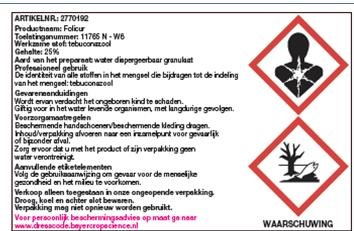 ARTIKELNR.: 2770192
Productnaam: Folicur
Toelatingsnummer: 11765 N - W6
Werkzame stof: tebuconazool
Gehalte: 25%
Aard van het preparaat: water dispergeerbaar granulaat
Professioneel gebruik
De identiteit van alle stoffen in het mengsel die bijdragen tot de indeling
van het mengsel: tebuconazool
Gevarenaanduidingen
Wordt ervan verdacht het ongeboren kind te schaden.
Giftig voor in het water levende organismen, met langdurige gevolgen.
Voorzorgsmaatregelen
Beschermende handschoenen/beschermende kleding dragen.
Inhoud/verpakking afvoeren naar een inzamelpunt voor gevaarlijk
of bijzonder afval.
Zorg ervoor dat u met het product of zijn verpakking geen
water verontreinigt.
Aanvullende etiketelementen
Volg de gebruiksaanwijzing om gevaar voor de menselijke
gezondheid en het milieu te voorkomen.
Verkoop alleen toegestaan in onze ongeopende verpakking.
Droog, koel en achter slot bewaren.
Verpakking mag niet opnieuw worden gebruikt.
Voor persoonlijk beschermingsadvies op maat ga naar
www.dresscode.bayercropscience.nl
WAARSCHUWING